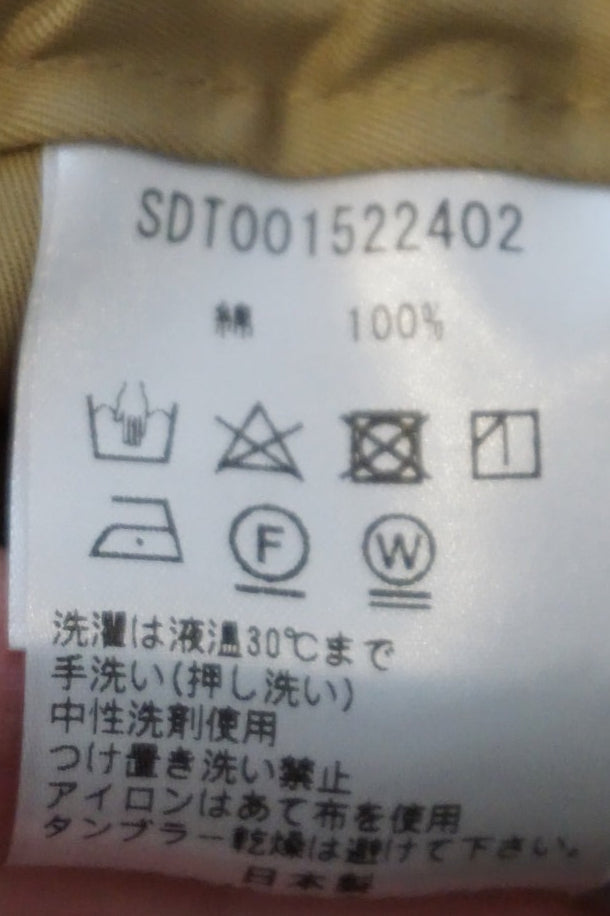 SDT001522402
綿 100%
F W
洗濯は液温30℃まで
手洗い(押し洗い)
中性洗剤使用
つけ置き洗い禁止
アイロンはあて布を使用
タンブラー乾燥は避けて下さい。
日本製